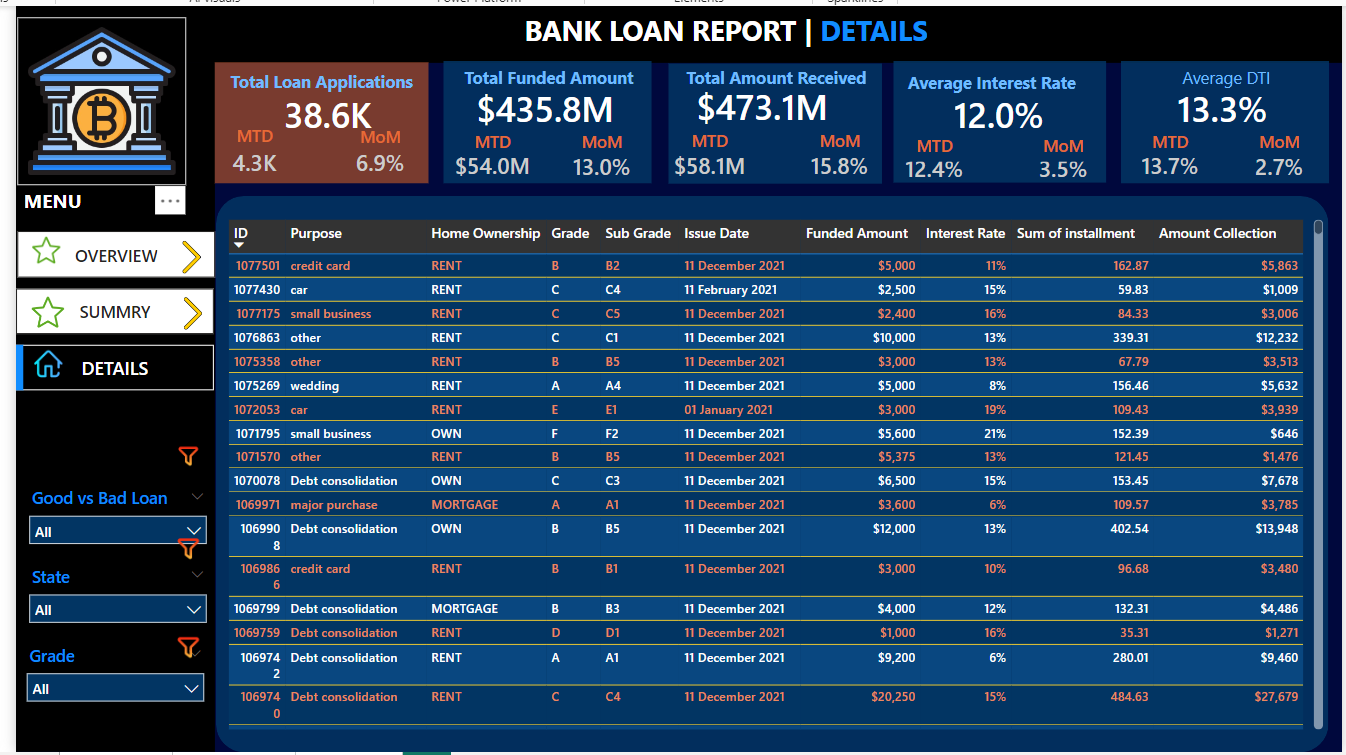 BANK LOAN REPORT | DETAILS
Total Loan Applications
38.6K
MTD MoM
4.3K 6.9%
Total Funded Amount
$435.8M
MTD MoM
$54.0M 13.0%
Total Amount Received
$473.1M
MTD MoM
$58.1M 15.8%
Average Interest Rate
12.0%
MTD MoM
12.4% 3.5%
Average DTI
13.3%
MTD MoM
13.7% 2.7%
MENU
OVERVIEW
SUMMRY
DETAILS
Good vs Bad Loan
All
State
All
Grade
All
ID Purpose Home Ownership Grade Sub Grade Issue Date Funded Amount Interest Rate Sum of installment Amount Collection
1077501 credit card RENT B B2 11 December 2021 $5,000 11% 162.87 $5,863
1077430 car RENT C C4 11 February 2021 $2,500 15% 59.83 $1,009
1077175 small business RENT C C5 11 December 2021 $2,400 16% 84.33 $3,006
1076863 other RENT C C1 11 December 2021 $10,000 13% 339.31 $12,232
1075358 other RENT B B5 11 December 2021 $3,000 13% 67.79 $3,513
1075269 wedding RENT A A4 11 December 2021 $5,000 8% 156.46 $5,632
1072053 car RENT E E1 01 January 2021 $3,000 19% 109.43 $3,939
1071795 small business OWN F F2 11 December 2021 $5,600 21% 152.39 $646
1071570 other RENT B B5 11 December 2021 $5,375 13% 121.45 $1,476
1070078 Debt consolidation OWN C C3 11 December 2021 $6,500 15% 153.45 $7,678
1069971 major purchase MORTGAGE A A1 11 December 2021 $3,600 6% 109.57 $3,785
106990 Debt consolidation OWN B B5 11 December 2021 $12,000 13% 402.54 $13,948
8
106986 credit card RENT B B1 11 December 2021 $3,000 10% 96.68 $3,480
6
1069799 Debt consolidation MORTGAGE B B3 11 December 2021 $4,000 12% 132.31 $4,486
1069759 Debt consolidation RENT D D1 11 December 2021 $1,000 16% 35.31 $1,271
106974 Debt consolidation RENT A A1 11 December 2021 $9,200 6% 280.01 $9,460
2
106974 Debt consolidation RENT C C4 11 December 2021 $20,250 15% 484.63 $27,679
0